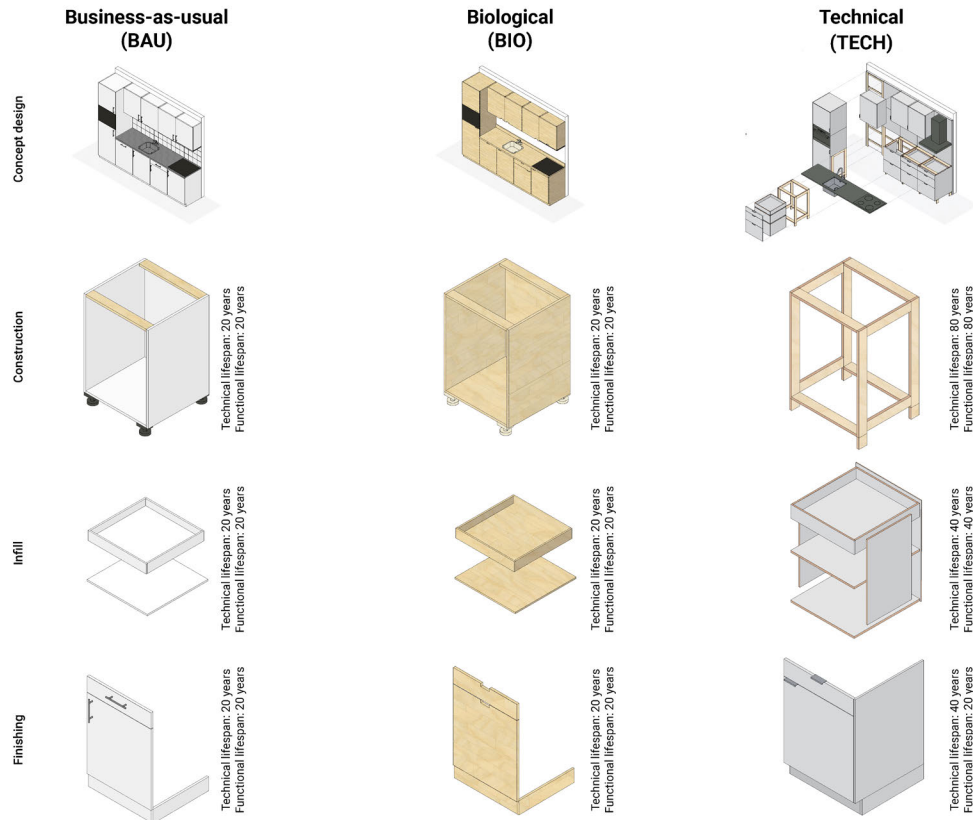 Business-as-usual
(BAU)
Biological
(BIO)
Technical
(TECH)
Concept design
Construction
Technical lifespan: 20 years
Functional lifespan: 20 years
Technical lifespan: 20 years
Functional lifespan: 20 years
Technical lifespan: 80 years
Functional lifespan: 80 years
Infill
Technical lifespan: 20 years
Functional lifespan: 20 years
Technical lifespan: 20 years
Functional lifespan: 20 years
Technical lifespan: 40 years
Functional lifespan: 40 years
Finishing
Technical lifespan: 20 years
Functional lifespan: 20 years
Technical lifespan: 20 years
Functional lifespan: 20 years
Technical lifespan: 40 years
Functional lifespan: 20 years